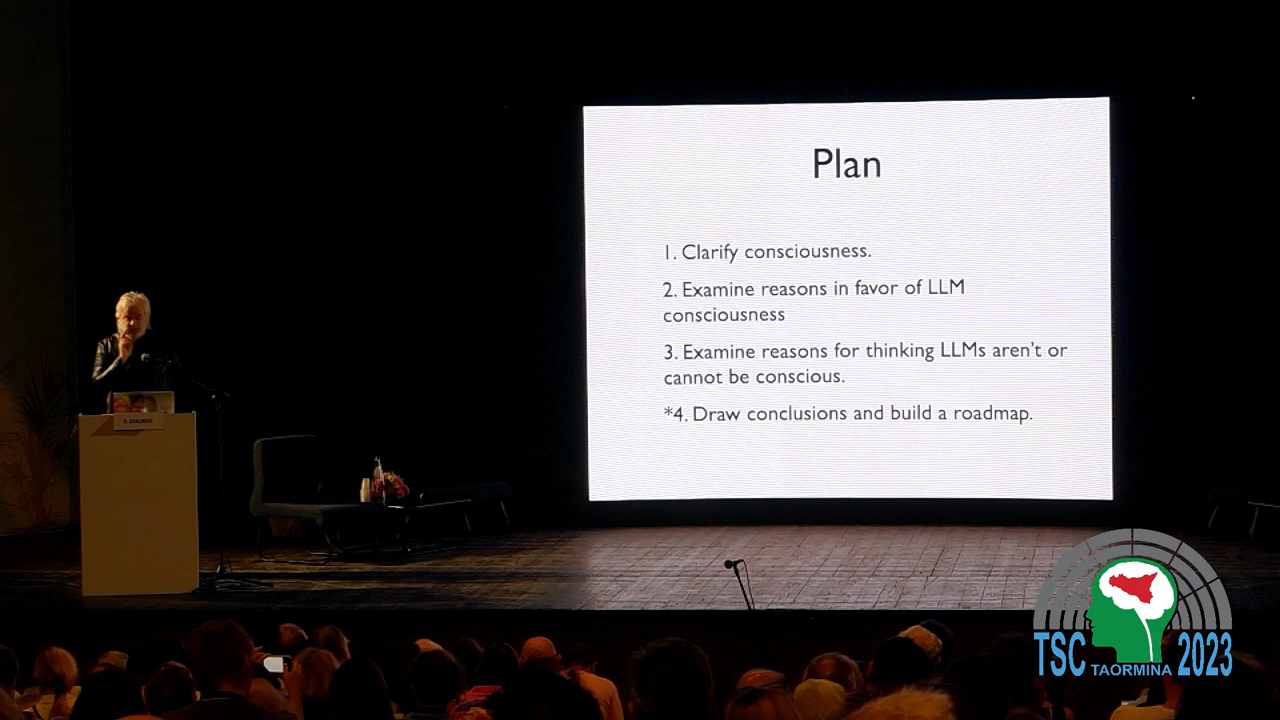 Plan
1. Clarify consciousness.
2. Examine reasons in favor of LLM
consciousness
3. Examine reasons for thinking LLMs aren't or
cannot be conscious.
*4. Draw conclusions and build a roadmap.
D. CHALMERS
TSC TAORMINA 2023